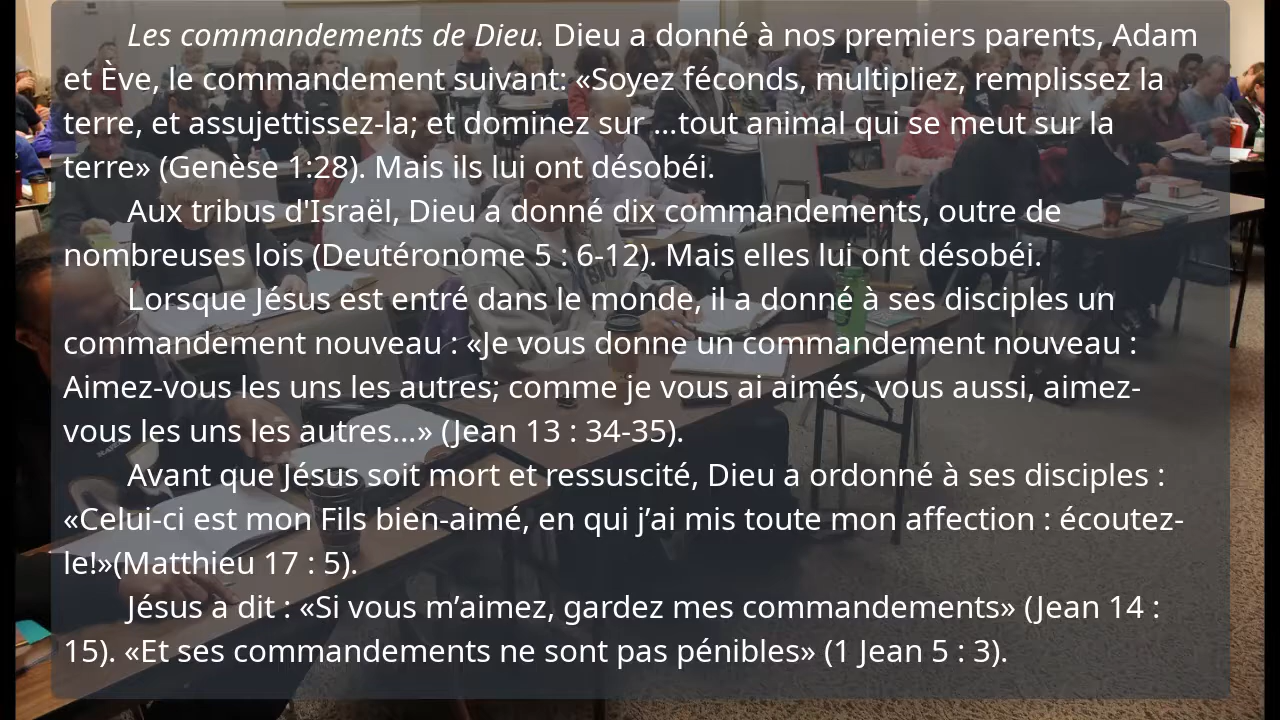 Les commandements de Dieu. Dieu a donné à nos premiers parents, Adam
et Ève, le commandement suivant: «Soyez féconds, multipliez, remplissez la
terre, et assujettissez-la; et dominez sur ...tout animal qui se meut sur la
terre» (Genèse 1:28). Mais ils lui ont désobéi.
Aux tribus d'Israël, Dieu a donné dix commandements, outre de
nombreuses lois (Deutéronome 5 : 6-12). Mais elles lui ont désobéi.
Lorsque Jésus est entré dans le monde, il a donné à ses disciples un
commandement nouveau : «Je vous donne un commandement nouveau :
Aimez-vous les uns les autres; comme je vous ai aimés, vous aussi, aimez-
vous les uns les autres...» (Jean 13 : 34-35).
Avant que Jésus soit mort et ressuscité, Dieu a ordonné à ses disciples :
«Celui-ci est mon Fils bien-aimé, en qui j’ai mis toute mon affection : écoutez-
le!»(Matthieu 17 : 5).
Jésus a dit : «Si vous m’aimez, gardez mes commandements» (Jean 14 :
15). «Et ses commandements ne sont pas pénibles» (1 Jean 5 : 3).